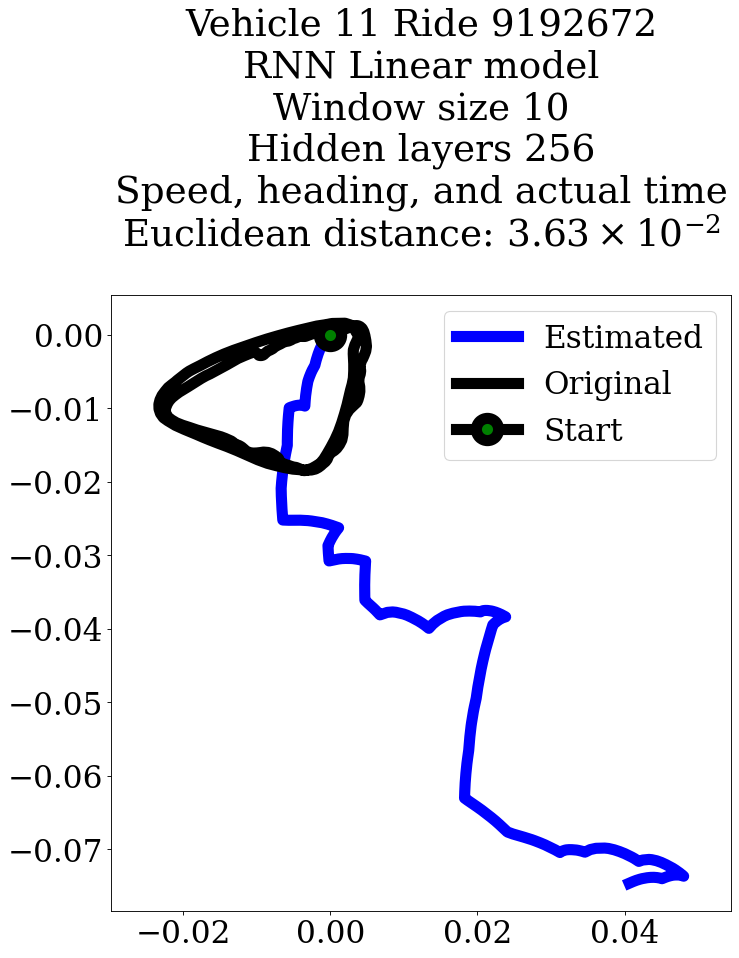 Vehicle 11 Ride 9192672
RNN Linear model
Window size 10
Hidden layers 256
Speed, heading, and actual time
Euclidean distance: 3.63 × 10⁻²
Estimated
Original
Start
0.00
−0.01
−0.02
−0.03
−0.04
−0.05
−0.06
−0.07
−0.02
0.00
0.02
0.04